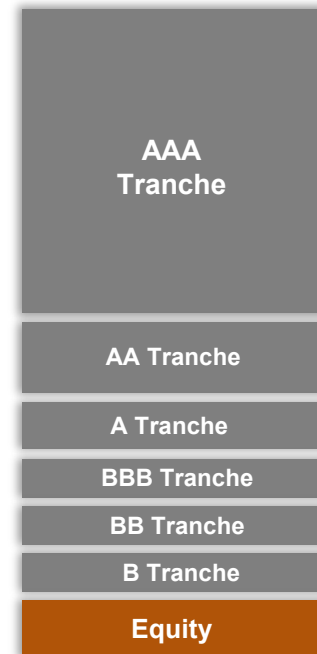 AAA
Tranche
AA Tranche
A Tranche
BBB Tranche
BB Tranche
B Tranche
Equity